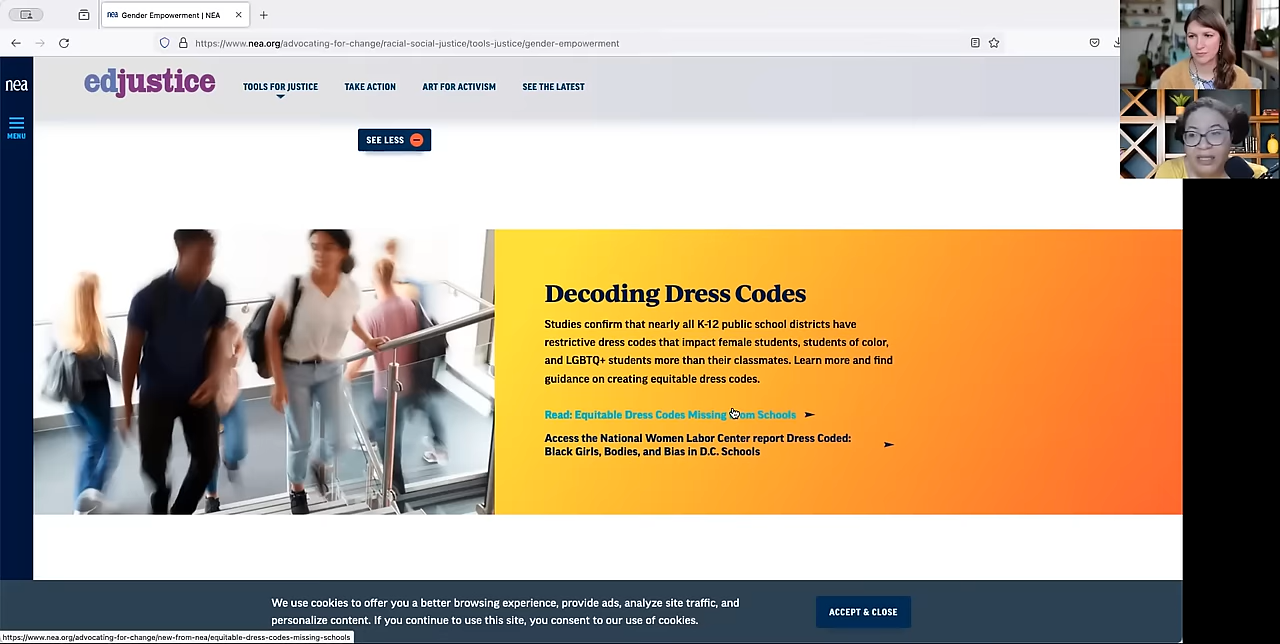 nea Gender Empowerment | NEA
https://www.nea.org/advocating-for-change/racial-social-justice/tools-justice/gender-empowerment
nea
MENU
edjustice
TOOLS FOR JUSTICE
TAKE ACTION
ART FOR ACTIVISM
SEE THE LATEST
SEE LESS
Decoding Dress Codes
Studies confirm that nearly all K-12 public school districts have
restrictive dress codes that impact female students, students of color,
and LGBTQ+ students more than their classmates. Learn more and find
guidance on creating equitable dress codes.
Read: Equitable Dress Codes Missing from Schools
Access the National Women Labor Center report Dress Coded:
Black Girls, Bodies, and Bias in D.C. Schools
We use cookies to offer you a better browsing experience, provide ads, analyze site traffic, and
personalize content. If you continue to use this site, you consent to our use of cookies.
ACCEPT & CLOSE
https://www.nea.org/advocating-for-change/new-from-nea/equitable-dress-codes-missing-schools